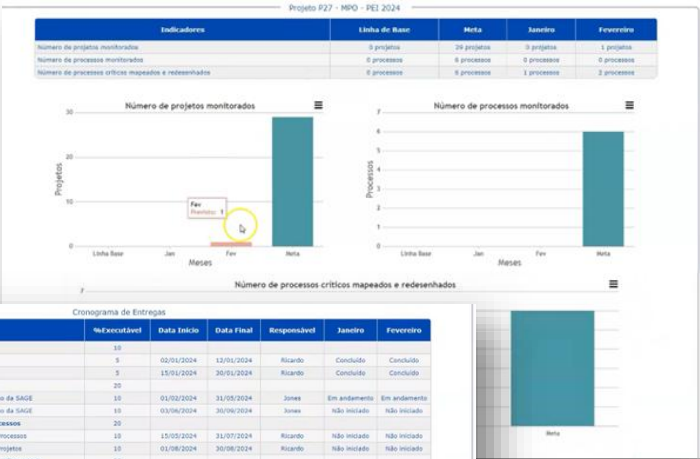 Projeto P27 - MPO - PEI 2024
Indicadores Linha de Base Meta Janeiro Fevereiro
Número de projetos monitorados 0 projetos 29 projetos 0 projetos 1 projetos
Número de processos monitorados 0 processos 6 processos 0 processos 0 processos
Número de processos críticos mapeados e redesenhados 0 processos 6 processos 1 processos 2 processos
Número de projetos monitorados
Número de processos monitorados
30
20
10
0
Projetos
Fev
Previsto: 1
Linha Base Jan Fev Meta
Meses
7
6
5
4
3
2
1
0
Processos
Linha Base Jan Fev Meta
Meses
Número de processos críticos mapeados e redesenhados
7
Meta
Cronograma de Entregas
%Executável Data Início Data Final Responsável Janeiro Fevereiro
10
5 02/01/2024 12/01/2024 Ricardo Concluído Concluído
5 15/01/2024 30/01/2024 Ricardo Concluído Concluído
20
o da SAGE 10 01/02/2024 31/05/2024 Jones Em andamento Em andamento
o da SAGE 10 03/06/2024 30/09/2024 Jones Não iniciado Não iniciado
cessos 20
rocessos 10 15/05/2024 31/07/2024 Ricardo Não iniciado Não iniciado
rojetos 10 01/08/2024 30/08/2024 Ricardo Não iniciado Não iniciado